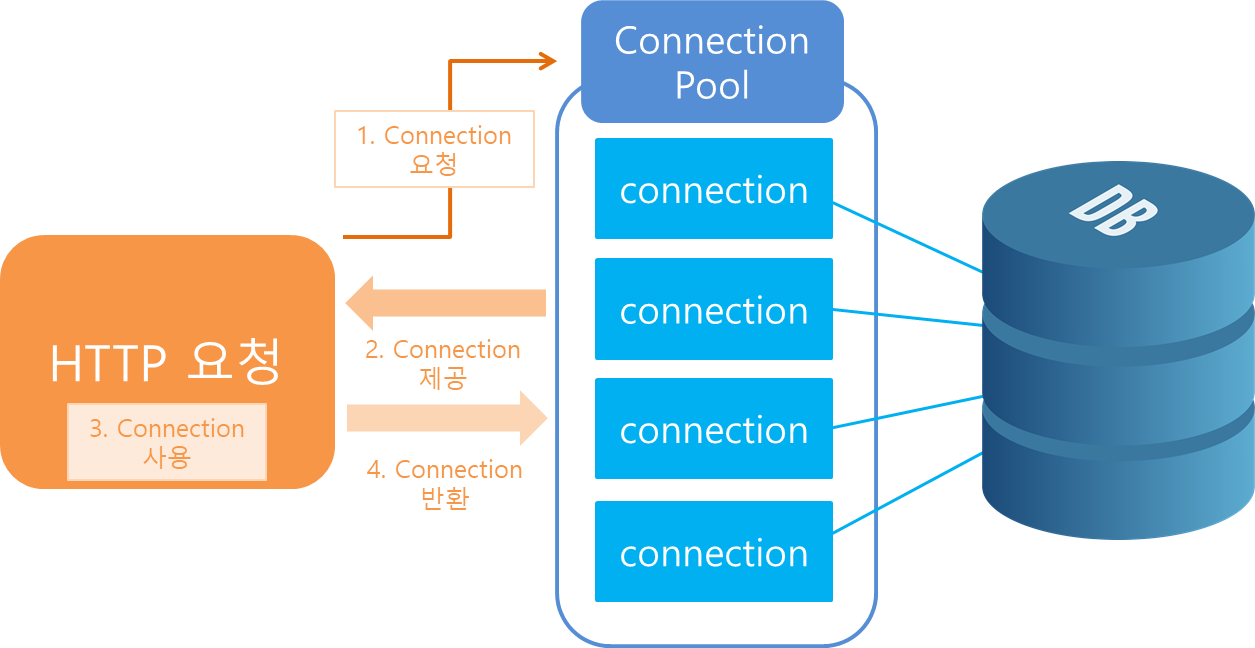 Connection
Pool
1. Connection
요청
connection
DB
connection
HTTP 요청
2. Connection
제공
3. Connection
사용
connection
4. Connection
반환
connection